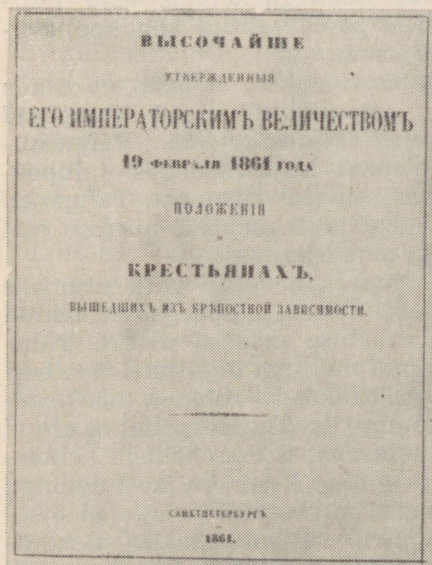 ВЫСОЧАЙШЕ
УТВЕРЖДЕННЫЯ
ЕГО ИМПЕРАТОРСКИМЪ ВЕЛИЧЕСТВОМЪ
19 ФЕВРАЛЯ 1861 ГОДА
ПОЛОЖЕНІЯ
О
КРЕСТЬЯНАХЪ,
ВЫШЕДШИХЪ ИЗЪ КРѢПОСТНОЙ ЗАВИСИМОСТИ.
САНКТПЕТЕРБУРГЪ
1861.